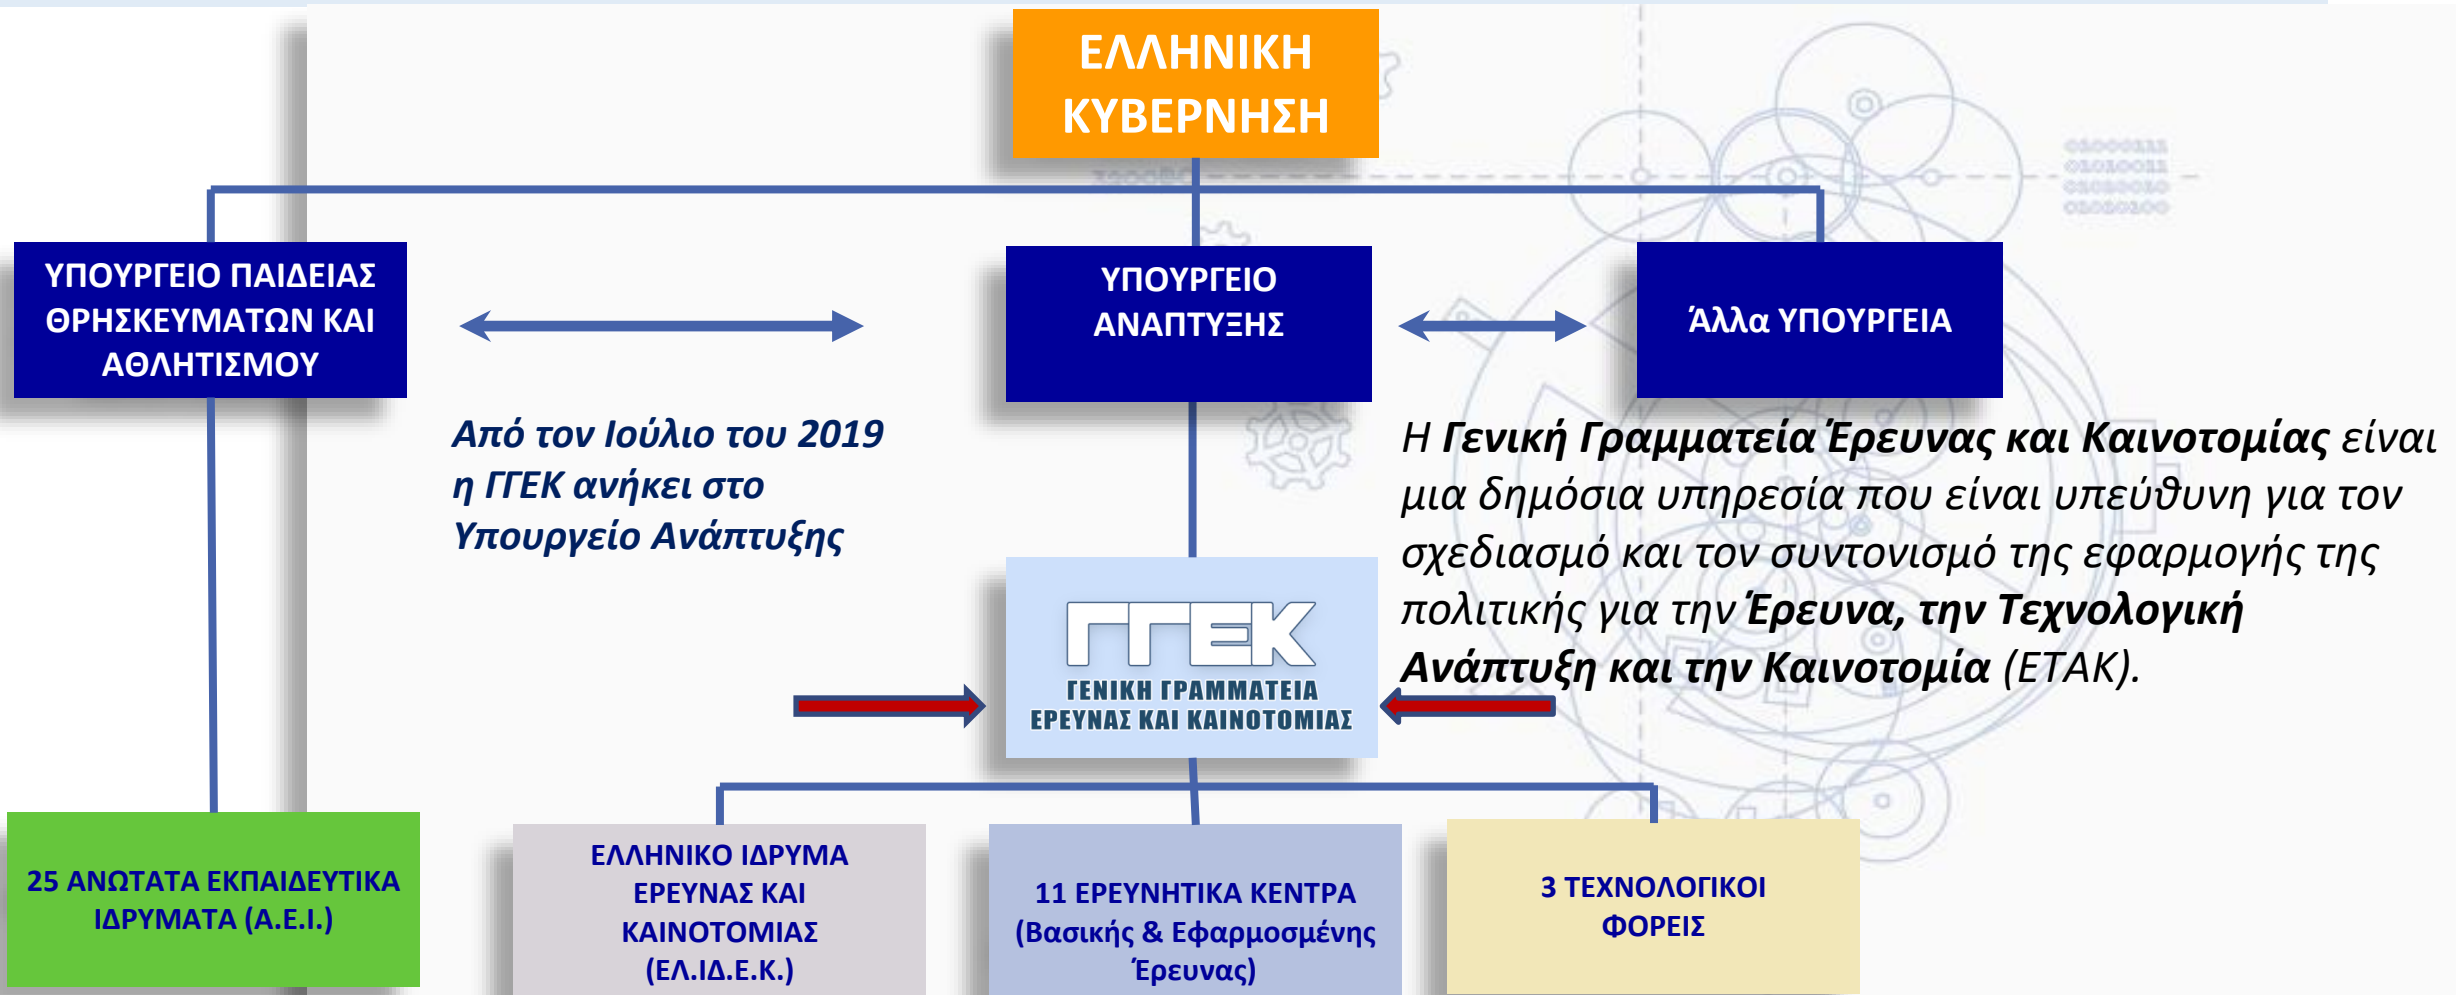 ΕΛΛΗΝΙΚΗ
ΚΥΒΕΡΝΗΣΗ
01000111
01010011
01010010
01010100
ΥΠΟΥΡΓΕΙΟ ΠΑΙΔΕΙΑΣ
ΘΡΗΣΚΕΥΜΑΤΩΝ ΚΑΙ
ΑΘΛΗΤΙΣΜΟΥ
ΥΠΟΥΡΓΕΙΟ
ΑΝΑΠΤΥΞΗΣ
Άλλα ΥΠΟΥΡΓΕΙΑ
Από τον Ιούλιο του 2019
η ΓΓΕΚ ανήκει στο
Υπουργείο Ανάπτυξης
Η Γενική Γραμματεία Έρευνας και Καινοτομίας είναι
μια δημόσια υπηρεσία που είναι υπεύθυνη για τον
σχεδιασμό και τον συντονισμό της εφαρμογής της
πολιτικής για την Έρευνα, την Τεχνολογική
Ανάπτυξη και την Καινοτομία (ΕΤΑΚ).
ΓΓΕΚ
ΓΕΝΙΚΗ ΓΡΑΜΜΑΤΕΙΑ
ΕΡΕΥΝΑΣ ΚΑΙ ΚΑΙΝΟΤΟΜΙΑΣ
25 ΑΝΩΤΑΤΑ ΕΚΠΑΙΔΕΥΤΙΚΑ
ΙΔΡΥΜΑΤΑ (Α.Ε.Ι.)
ΕΛΛΗΝΙΚΟ ΙΔΡΥΜΑ
ΕΡΕΥΝΑΣ ΚΑΙ
ΚΑΙΝΟΤΟΜΙΑΣ
(ΕΛ.ΙΔ.Ε.Κ.)
11 ΕΡΕΥΝΗΤΙΚΑ ΚΕΝΤΡΑ
(Βασικής & Εφαρμοσμένης
Έρευνας)
3 ΤΕΧΝΟΛΟΓΙΚΟΙ
ΦΟΡΕΙΣ